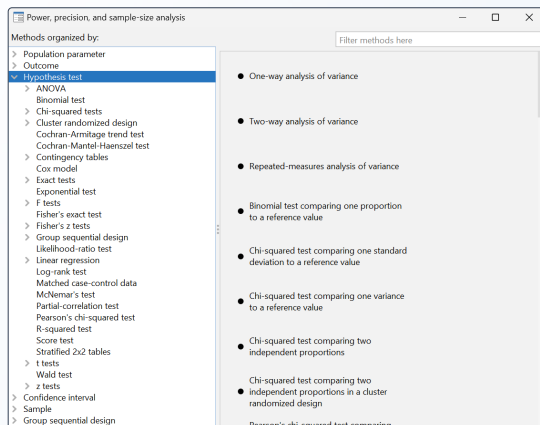 Power, precision, and sample-size analysis
Methods organized by:
Filter methods here
Population parameter
Outcome
Hypothesis test
ANOVA
Binomial test
Chi-squared tests
Cluster randomized design
Cochran-Armitage trend test
Cochran-Mantel-Haenszel test
Contingency tables
Cox model
Exact tests
Exponential test
F tests
Fisher's exact test
Fisher's z tests
Group sequential design
Likelihood-ratio test
Linear regression
Log-rank test
Matched case-control data
McNemar's test
Partial-correlation test
Pearson's chi-squared test
R-squared test
Score test
Stratified 2x2 tables
t tests
Wald test
z tests
Confidence interval
Sample
Group sequential design
One-way analysis of variance
Two-way analysis of variance
Repeated-measures analysis of variance
Binomial test comparing one proportion
to a reference value
Chi-squared test comparing one standard
deviation to a reference value
Chi-squared test comparing one variance
to a reference value
Chi-squared test comparing two
independent proportions
Chi-squared test comparing two
independent proportions in a cluster
randomized design
Pearson's chi-squared test comparing